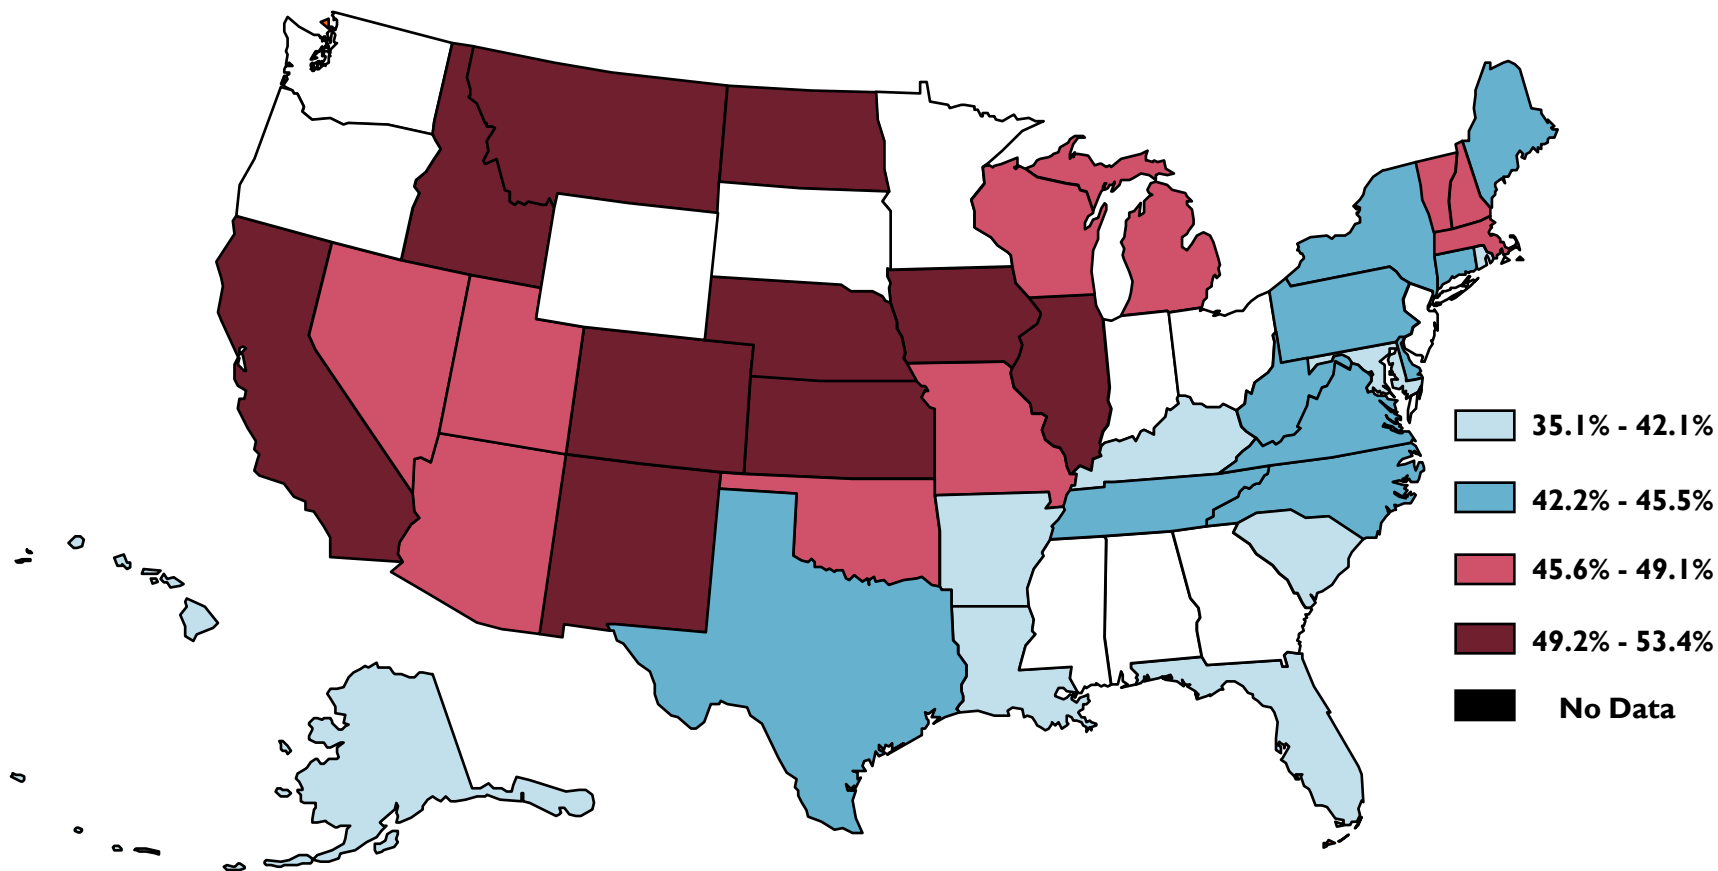 35.1% - 42.1%
42.2% - 45.5%
45.6% - 49.1%
49.2% - 53.4%
No Data